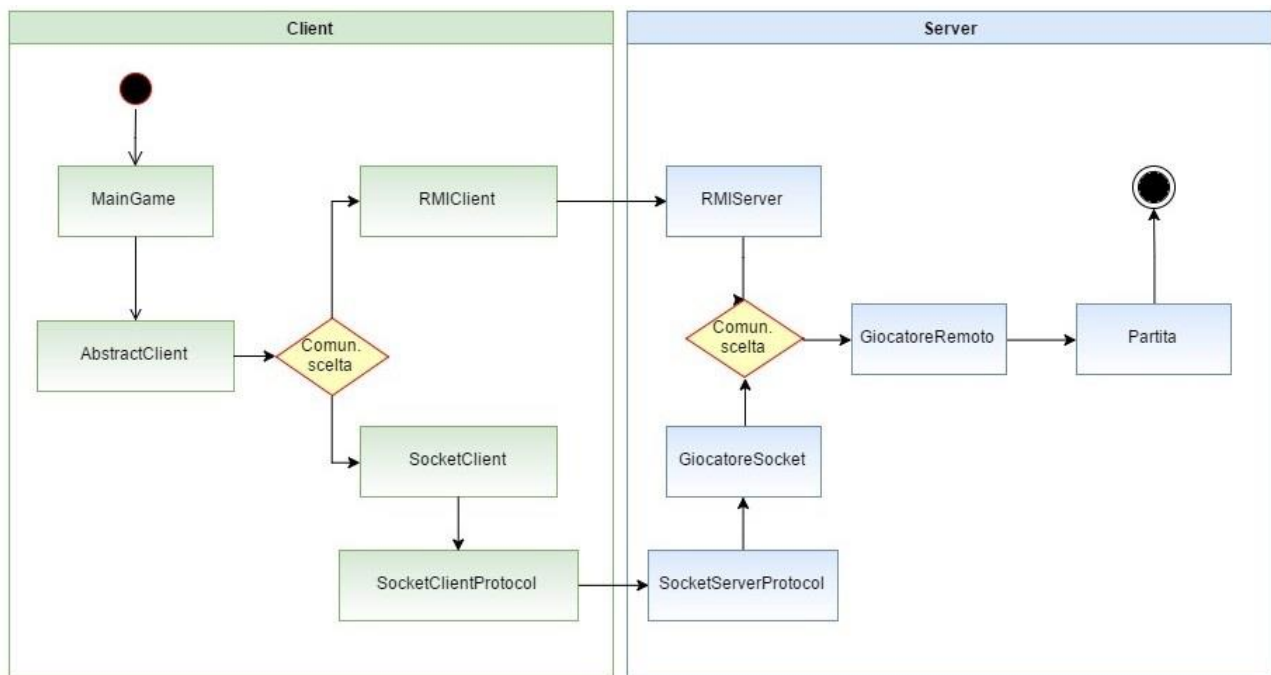 Client
Server
MainGame
RMIClient
RMIServer
AbstractClient
Comun.
scelta
Comun.
scelta
GiocatoreRemoto
Partita
SocketClient
GiocatoreSocket
SocketClientProtocol
SocketServerProtocol